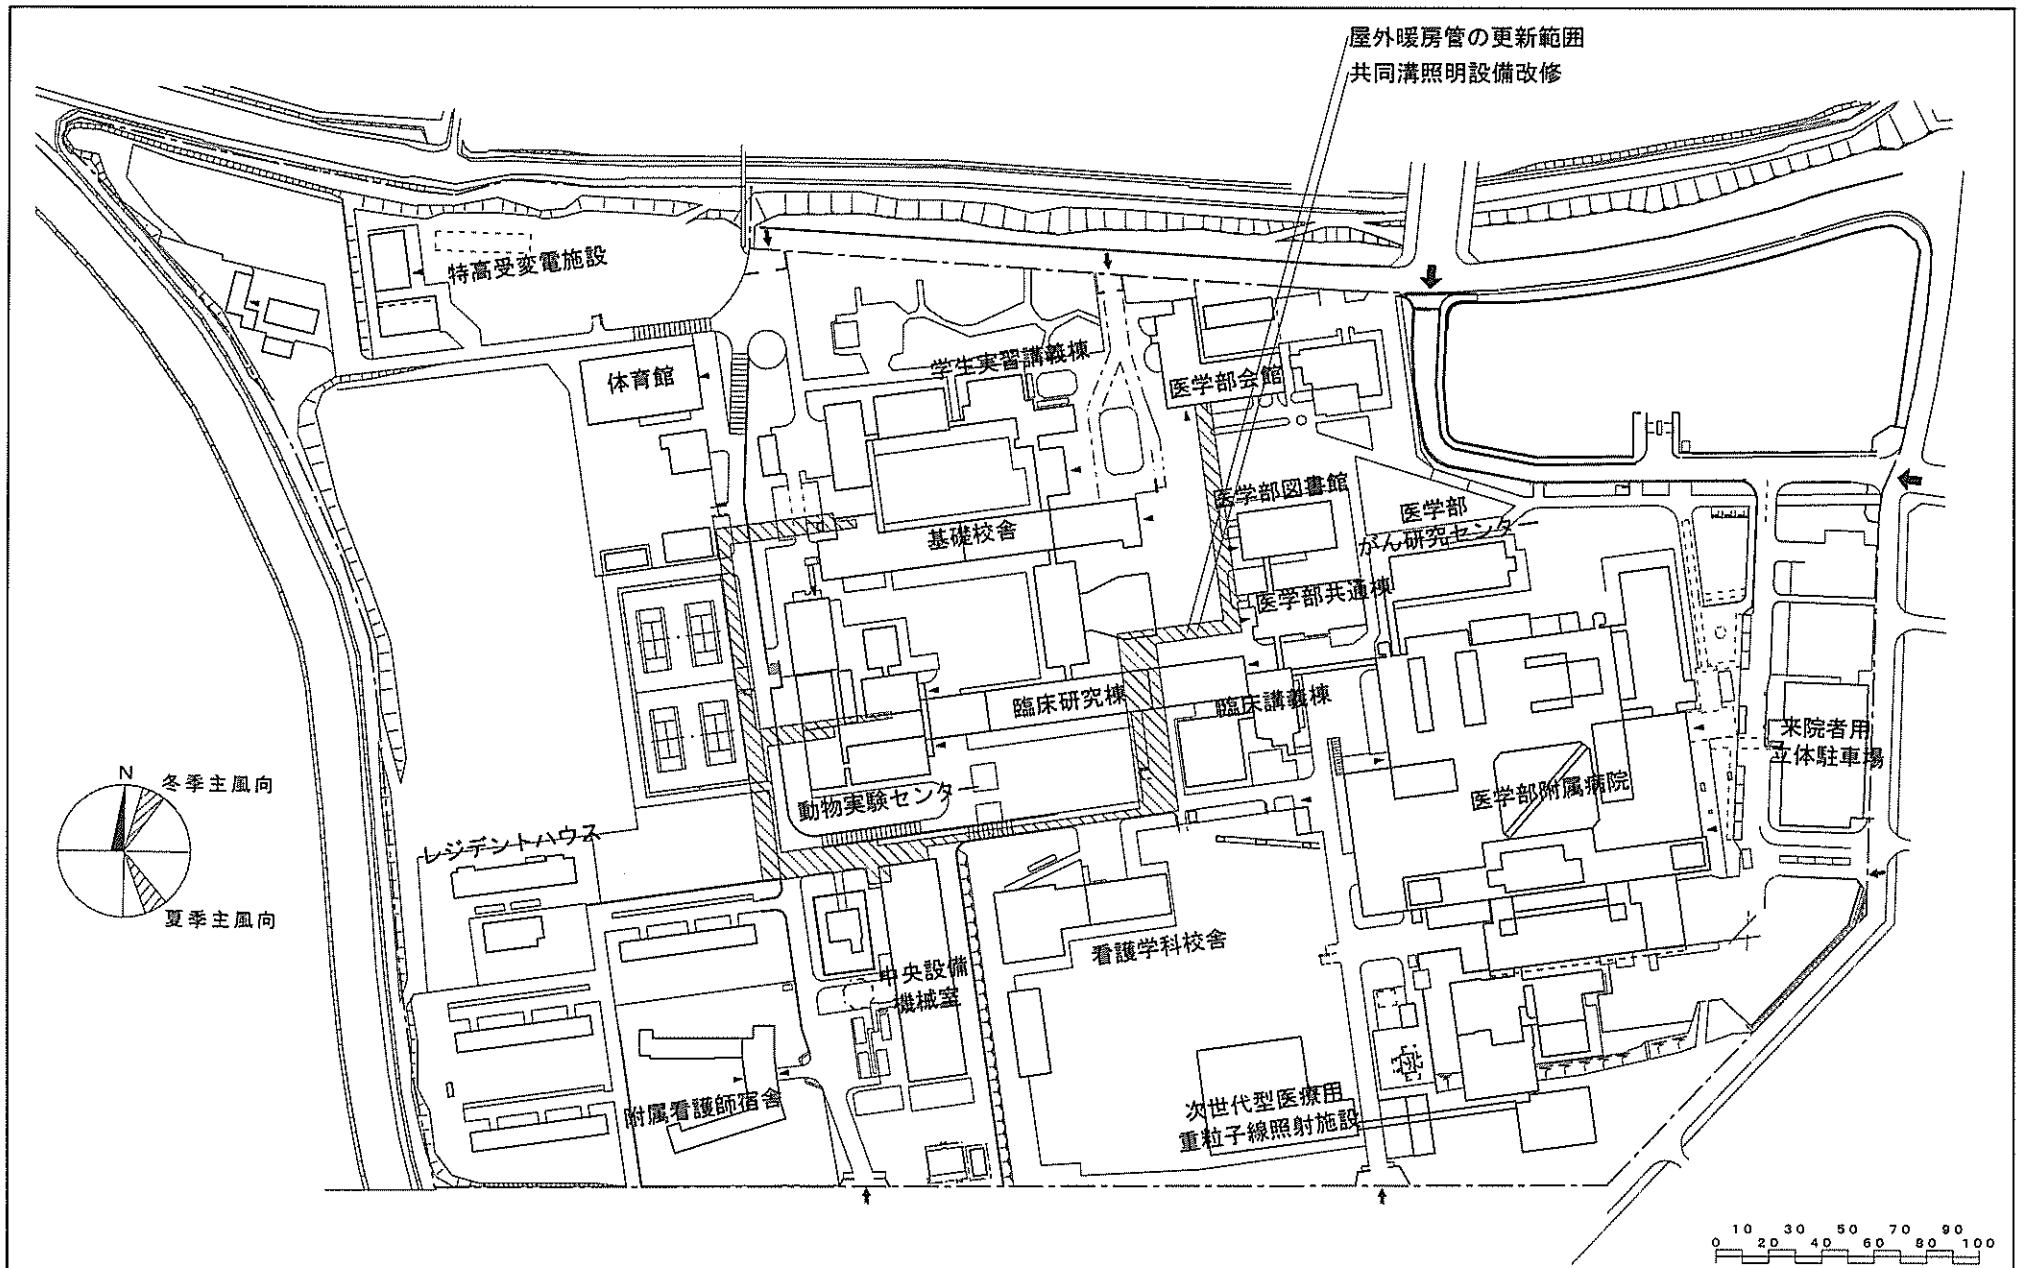 屋外暖房管の更新範囲
共同溝照明設備改修
特高受変電施設
体育館
学生実習講義棟
医学部会館
医学部図書館
医学部
がん研究センター
基礎校舎
医学部共通棟
臨床研究棟
臨床講義棟
来院者用
立体駐車場
N
冬季主風向
夏季主風向
動物実験センター
医学部附属病院
レジデントハウス
看護学科校舎
中央設備
機械室
附属看護師宿舎
次世代型医療用
重粒子線照射施設
10 30 50 70 90
0 20 40 60 80 100